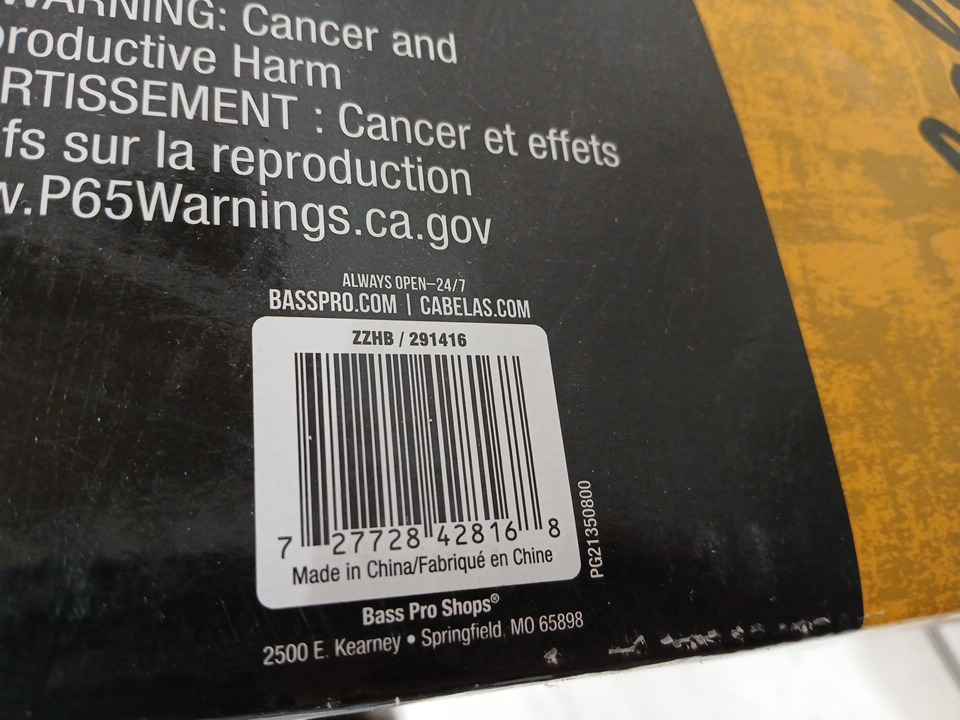 WARNING: Cancer and
productive Harm
RTISSEMENT : Cancer et effets
fs sur la reproduction
w.P65Warnings.ca.gov
ALWAYS OPEN–24/7
BASSPRO.COM | CABELAS.COM
ZZHB / 291416
7 27728 42816 8
Made in China/Fabriqué en Chine
PG21350800
Bass Pro Shops®
2500 E. Kearney • Springfield, MO 65898